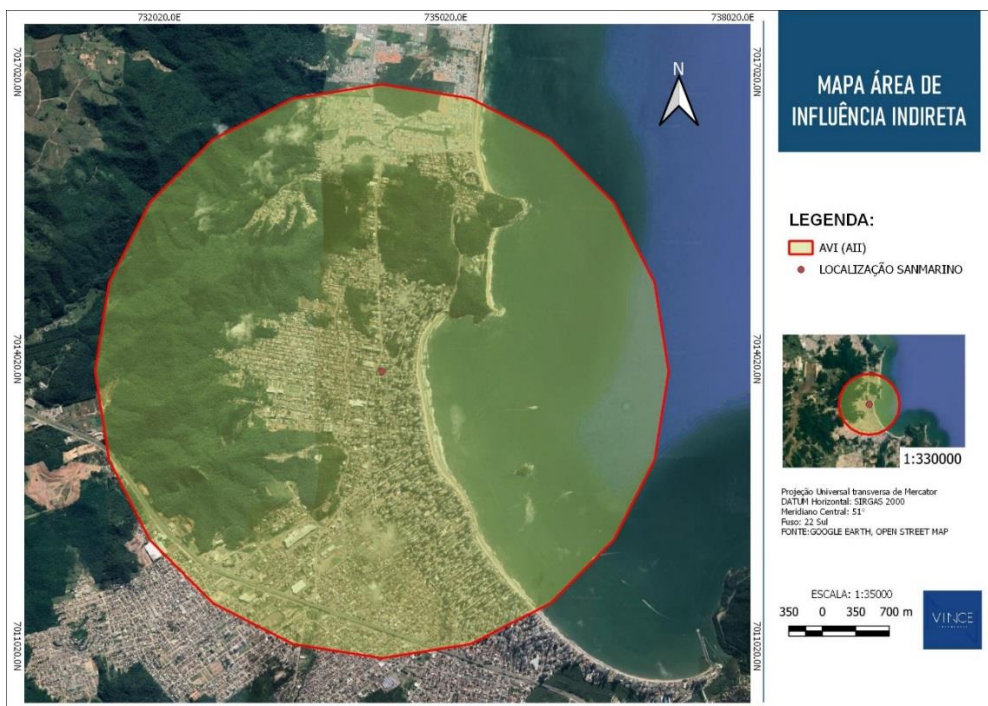 732020.0E
735020.0E
738020.0E
7017020.0N
7017020.0N
N
7014020.0N
7014020.0N
7011020.0N
7011020.0N
MAPA ÁREA DE
INFLUÊNCIA INDIRETA
LEGENDA:
AVI (AII)
LOCALIZAÇÃO SANMARINO
1:330000
Projeção Universal transversa de Mercator
DATUM Horizontal: SIRGAS 2000
Meridiano Central: 51°
Fuso: 22 Sul
FONTE:GOOGLE EARTH, OPEN STREET MAP
ESCALA: 1:35000
350 0 350 700 m
VINCE